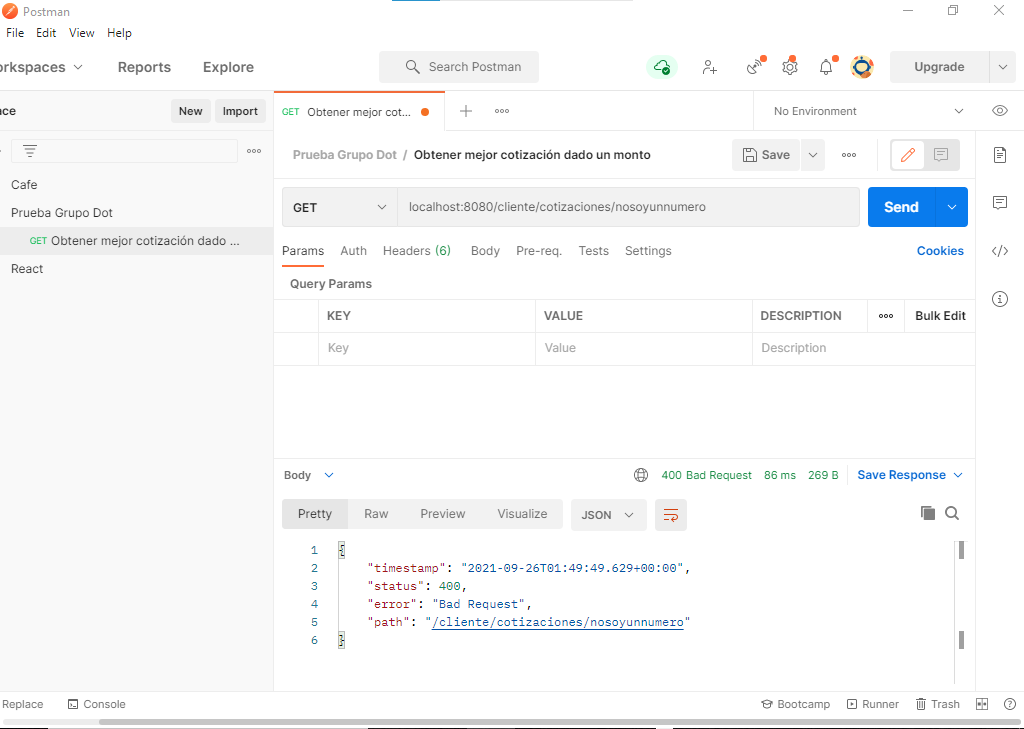 Postman
File Edit View Help
orkspaces Reports Explore Search Postman Upgrade
ce New Import GET Obtener mejor cot... No Environment
Prueba Grupo Dot / Obtener mejor cotización dado un monto Save
Cafe
Prueba Grupo Dot
GET Obtener mejor cotización dado ...
React
GET localhost:8080/cliente/cotizaciones/nosoyunnumero Send
Params Auth Headers (6) Body Pre-req. Tests Settings Cookies
Query Params
KEY VALUE DESCRIPTION Bulk Edit
Key Value Description
Body 400 Bad Request 86 ms 269 B Save Response
Pretty Raw Preview Visualize JSON
1 {
2 "timestamp": "2021-09-26T01:49:49.629+00:00",
3 "status": 400,
4 "error": "Bad Request",
5 "path": "/cliente/cotizaciones/nosoyunnumero"
6 }
Replace Console Bootcamp Runner Trash